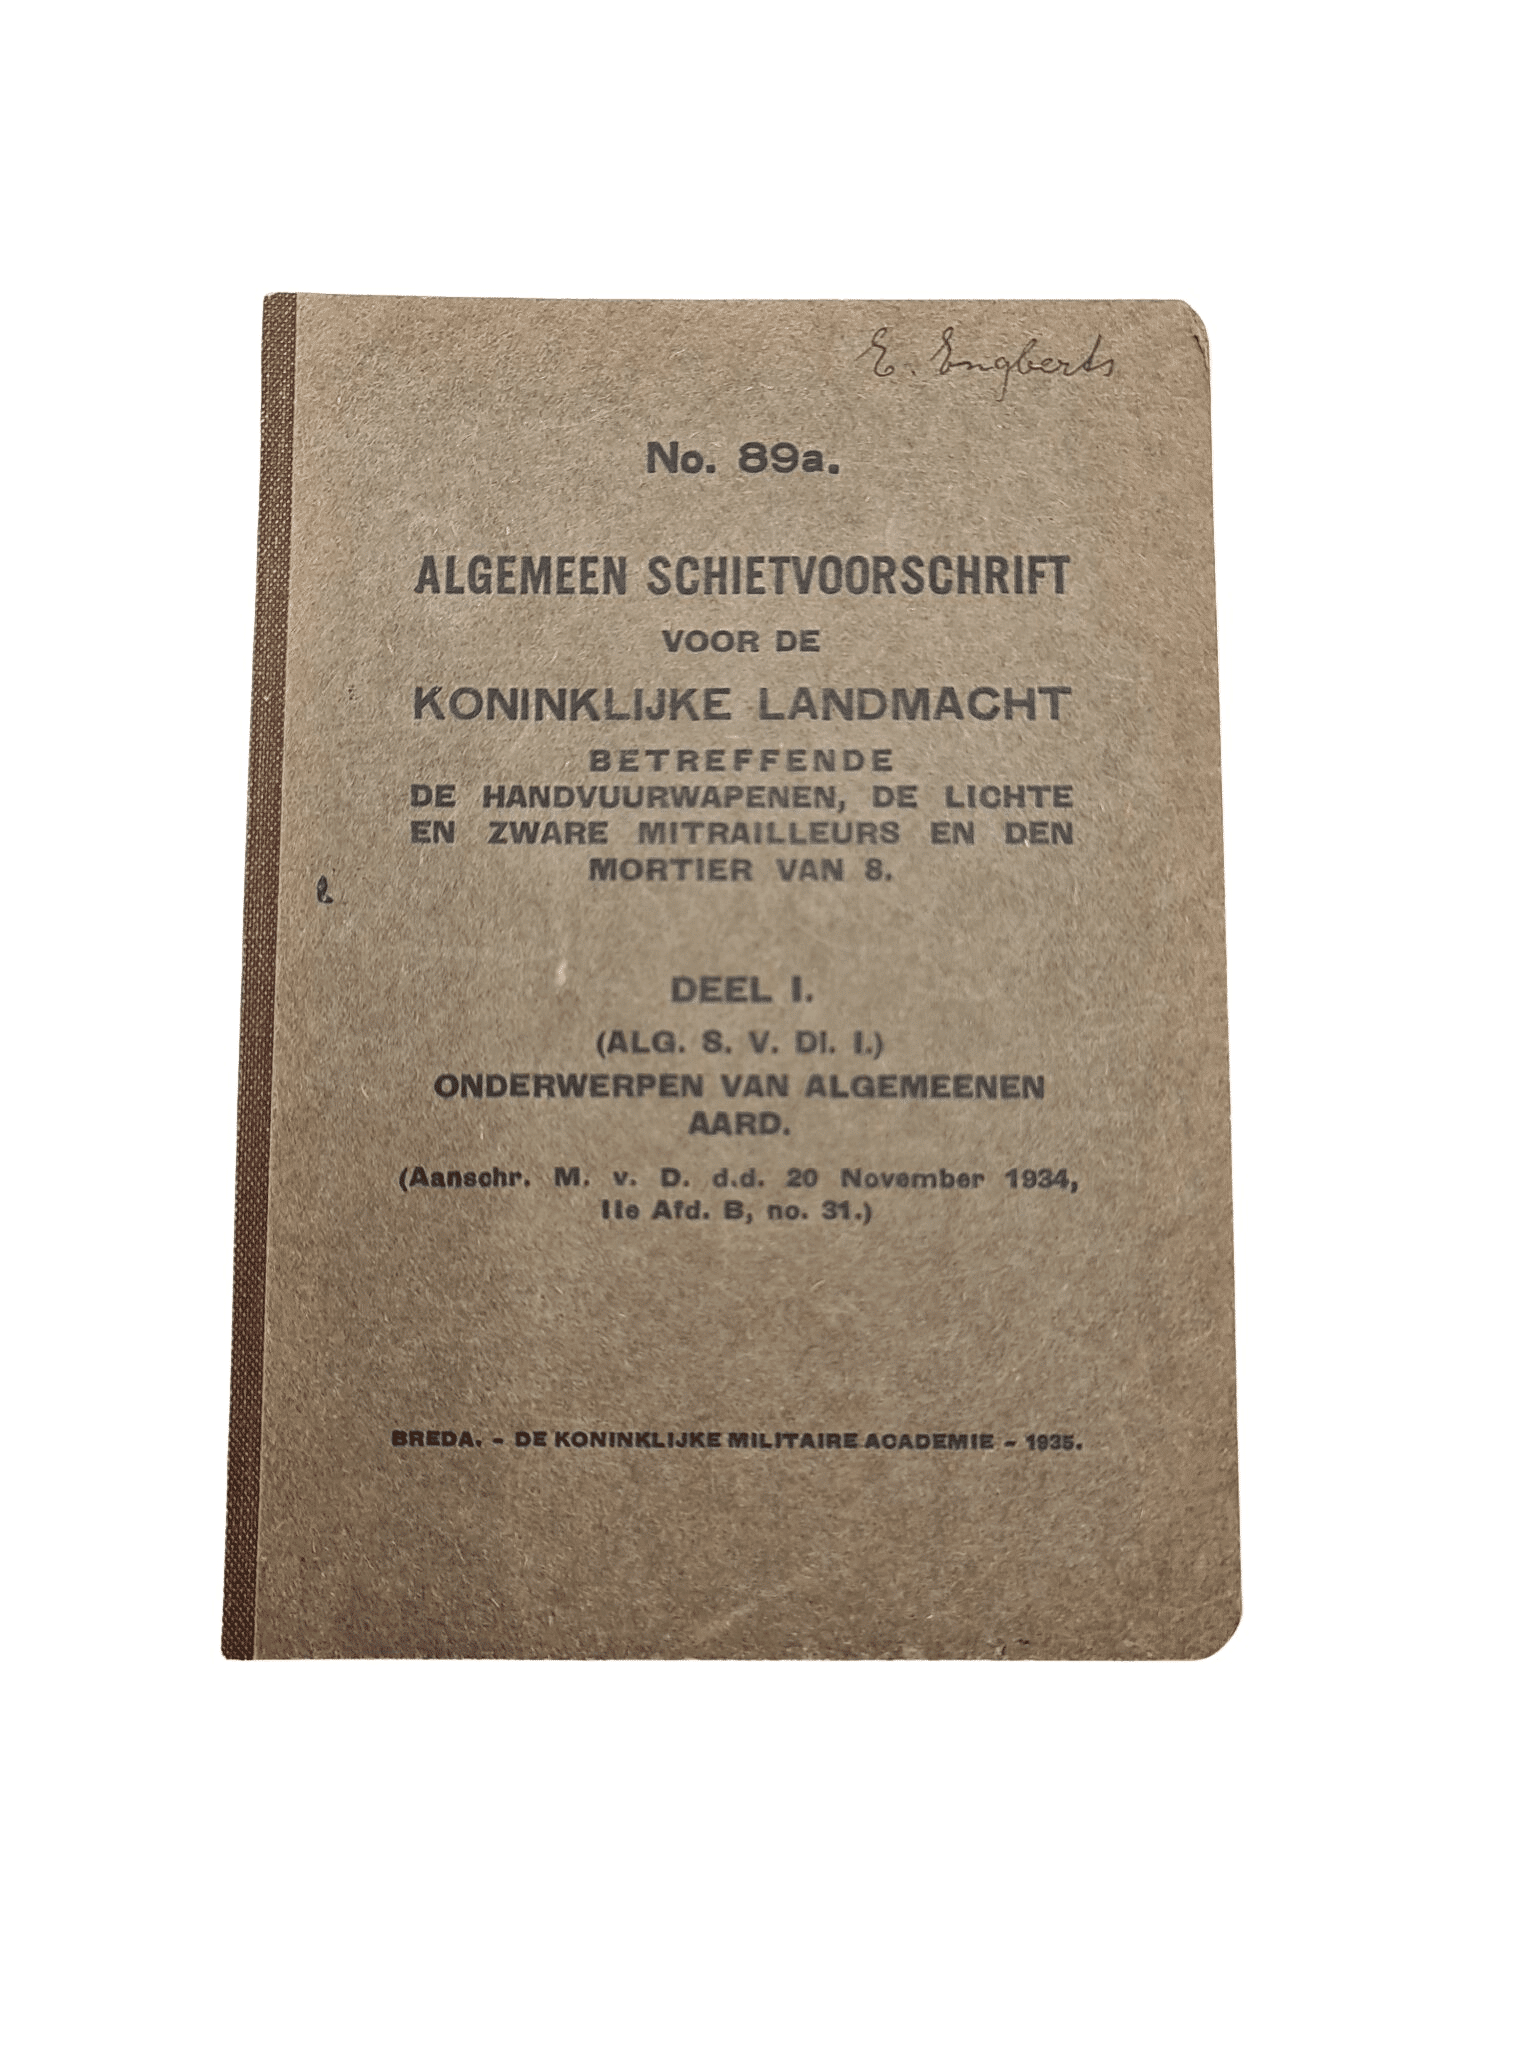 E. Engberts
No. 89a.
ALGEMEEN SCHIETVOORSCHRIFT
VOOR DE
KONINKLIJKE LANDMACHT
BETREFFENDE
DE HANDVUURWAPENEN, DE LICHTE
EN ZWARE MITRAILLEURS EN DEN
MORTIER VAN 8.
DEEL I.
(ALG. S. V. Dl. I.)
ONDERWERPEN VAN ALGEMEENEN
AARD.
(Aanschr. M. v. D. d.d. 20 November 1934,
IIe Afd. B, no. 31.)
BREDA. - DE KONINKLIJKE MILITAIRE ACADEMIE - 1935.